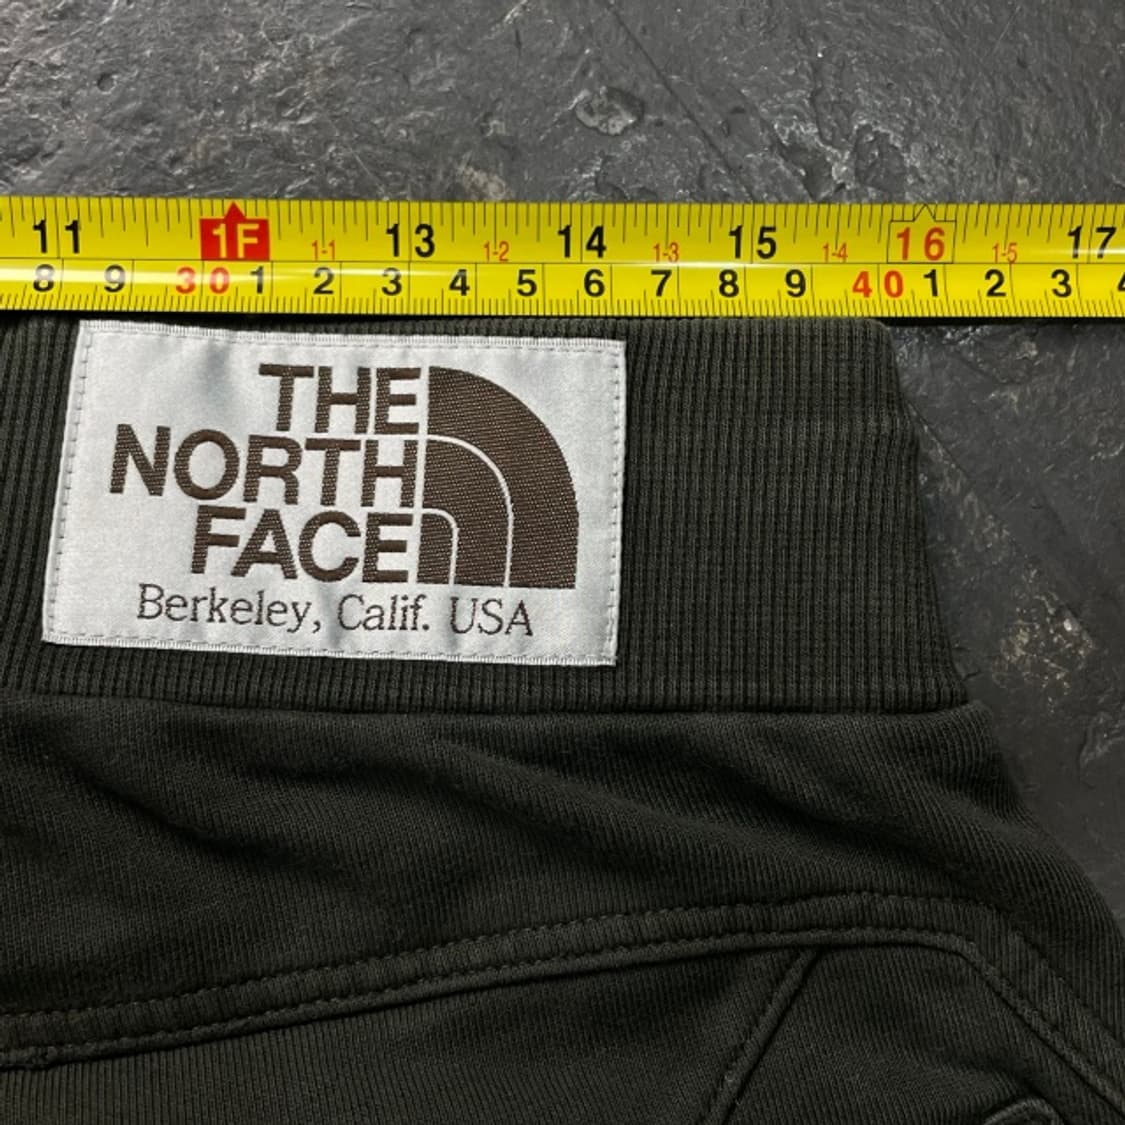 11 1F 1-1 13 1-2 14 1-3 15 1-4 16 1-5 17
8 9 30 1 2 3 4 5 6 7 8 9 40 1 2 3 4
THE
NORTH
FACE
Berkeley, Calif. USA